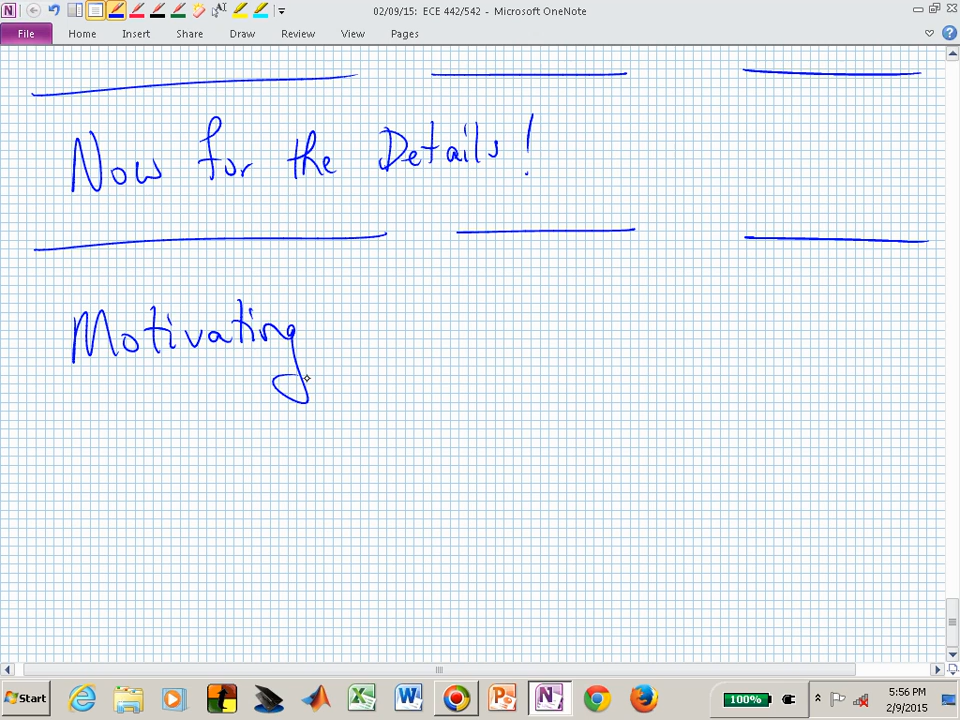 02/09/15: ECE 442/542 - Microsoft OneNote
File Home Insert Share Draw Review View Pages
Now for the Details!
Motivating
Start
100%
5:56 PM
2/9/2015